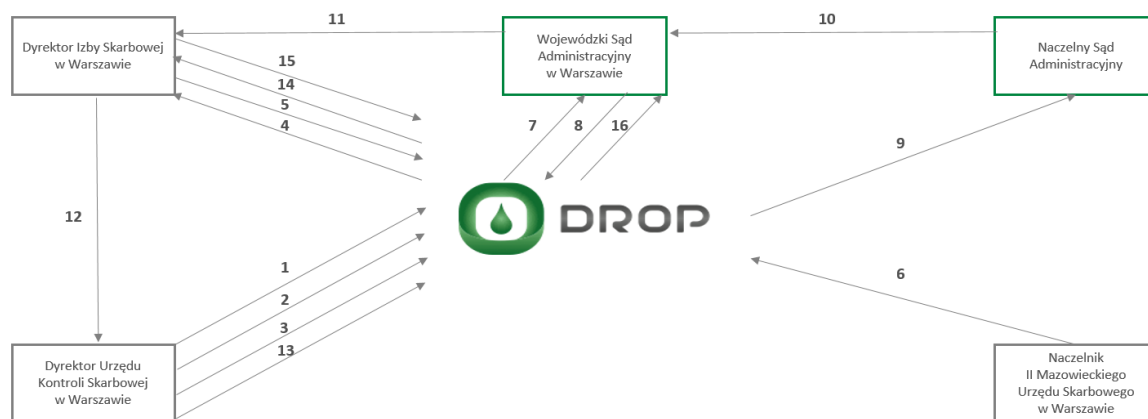 11
10
Dyrektor Izby Skarbowej
w Warszawie
Wojewódzki Sąd
Administracyjny
w Warszawie
Naczelny Sąd
Administracyjny
15
14
5
4
7
8
16
9
12
DROP
1
2
3
13
6
Dyrektor Urzędu
Kontroli Skarbowej
w Warszawie
Naczelnik
II Mazowieckiego
Urzędu Skarbowego
w Warszawie